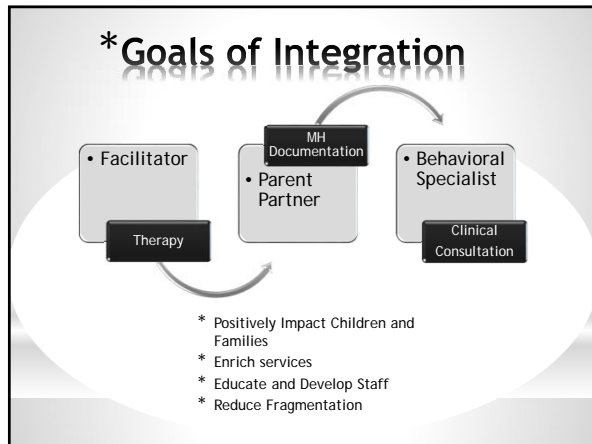 *Goals of Integration
• Facilitator
Therapy
MH
Documentation
• Parent
Partner
• Behavioral
Specialist
Clinical
Consultation
* Positively Impact Children and
Families
* Enrich services
* Educate and Develop Staff
* Reduce Fragmentation